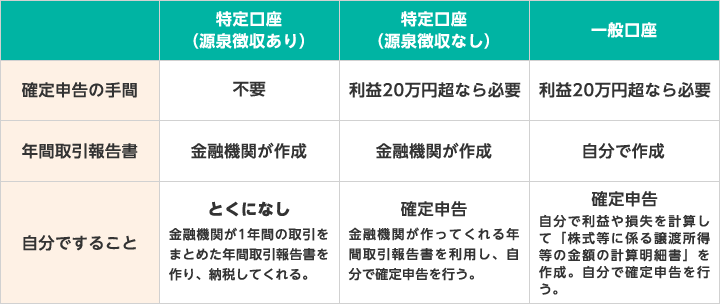 特定口座
（源泉徴収あり）
特定口座
（源泉徴収なし）
一般口座
確定申告の手間
不要
利益20万円超なら必要
利益20万円超なら必要
年間取引報告書
金融機関が作成
金融機関が作成
自分で作成
自分ですること
とくになし
金融機関が1年間の取引を
まとめた年間取引報告書を
作り、納税してくれる。
確定申告
金融機関が作ってくれる年
間取引報告書を利用し、自
分で確定申告を行う。
確定申告
自分で利益や損失を計算し
て「株式等に係る譲渡所得
等の金額の計算明細書」を
作成。自分で確定申告を行
う。